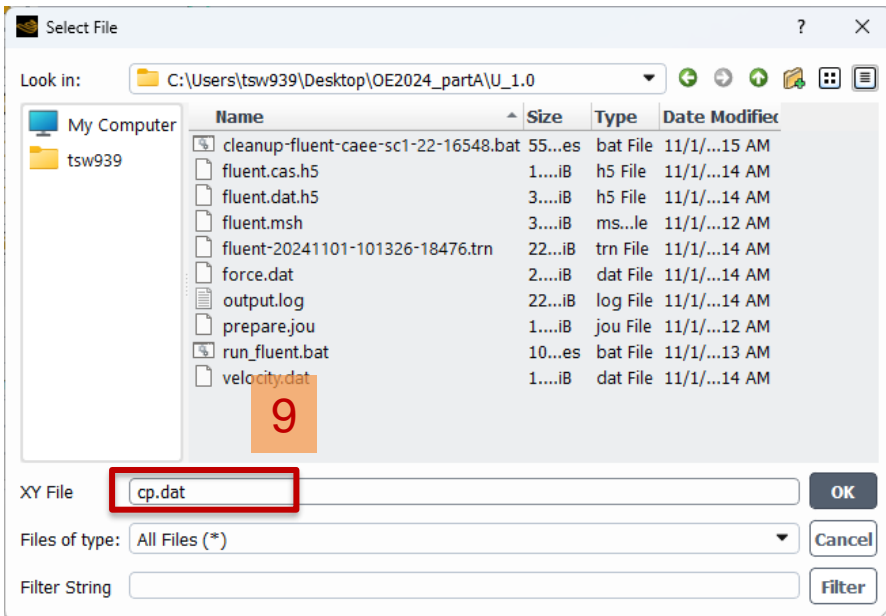 Select File
?
Look in:
C:\Users\tsw939\Desktop\OE2024_partA\U_1.0
My Computer
tsw939
Name Size Type Date Modified
cleanup-fluent-caee-sc1-22-16548.bat 55...es bat File 11/1/...15 AM
fluent.cas.h5 1....iB h5 File 11/1/...14 AM
fluent.dat.h5 3....iB h5 File 11/1/...14 AM
fluent.msh 3....iB ms...le 11/1/...12 AM
fluent-20241101-101326-18476.trn 22...iB trn File 11/1/...14 AM
force.dat 2....iB dat File 11/1/...14 AM
output.log 22...iB log File 11/1/...14 AM
prepare.jou 1....iB jou File 11/1/...12 AM
run_fluent.bat 10...es bat File 11/1/...13 AM
velocity.dat 1....iB dat File 11/1/...14 AM
9
XY File cp.dat OK
Files of type: All Files (*) Cancel
Filter String Filter